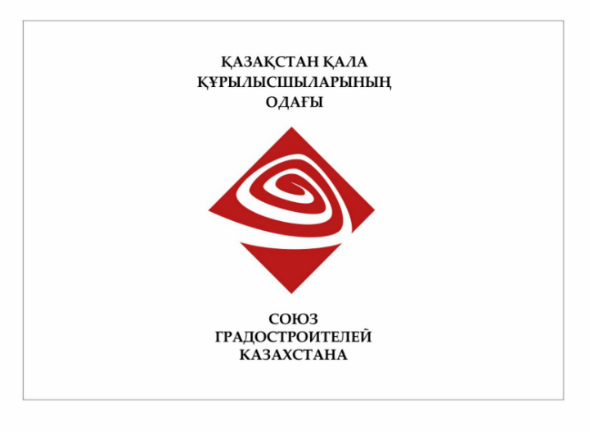 ҚАЗАҚСТАН ҚАЛА
ҚҰРЫЛЫСШЫЛАРЫНЫҢ
ОДАҒЫ
СОЮЗ
ГРАДОСТРОИТЕЛЕЙ
КАЗАХСТАНА